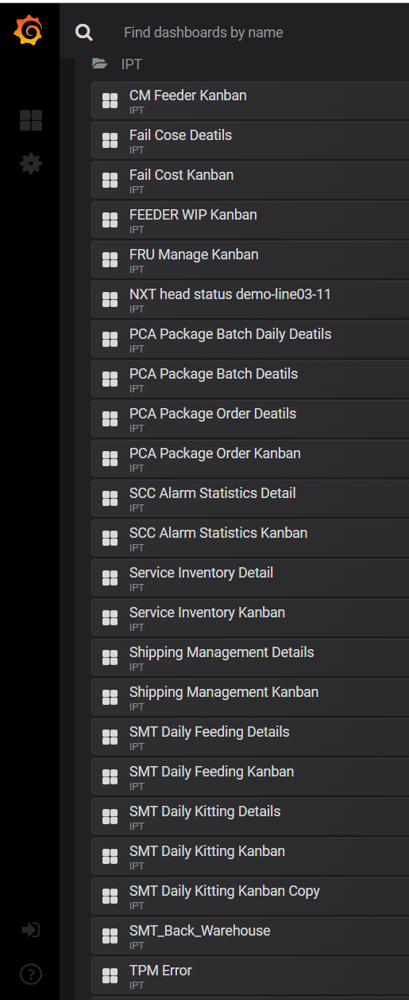 Find dashboards by name
IPT
CM Feeder Kanban
IPT
Fail Cose Deatils
IPT
Fail Cost Kanban
IPT
FEEDER WIP Kanban
IPT
FRU Manage Kanban
IPT
NXT head status demo-line03-11
IPT
PCA Package Batch Daily Deatils
IPT
PCA Package Batch Deatils
IPT
PCA Package Order Deatils
IPT
PCA Package Order Kanban
IPT
SCC Alarm Statistics Detail
IPT
SCC Alarm Statistics Kanban
IPT
Service Inventory Detail
IPT
Service Inventory Kanban
IPT
Shipping Management Details
IPT
Shipping Management Kanban
IPT
SMT Daily Feeding Details
IPT
SMT Daily Feeding Kanban
IPT
SMT Daily Kitting Details
IPT
SMT Daily Kitting Kanban
IPT
SMT Daily Kitting Kanban Copy
IPT
SMT_Back_Warehouse
IPT
TPM Error
IPT